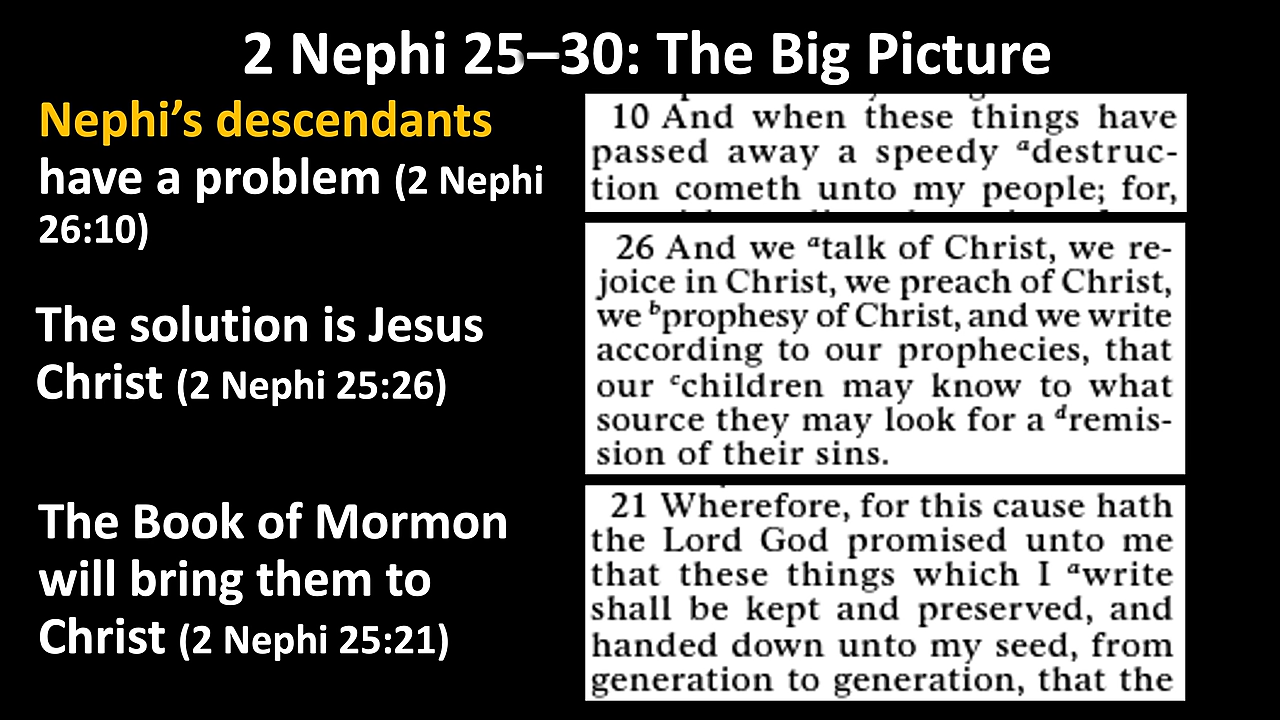 2 Nephi 25–30: The Big Picture
Nephi's descendants
have a problem (2 Nephi
26:10)
The solution is Jesus
Christ (2 Nephi 25:26)
The Book of Mormon
will bring them to
Christ (2 Nephi 25:21)
10 And when these things have
passed away a speedy ᵃdestruc-
tion cometh unto my people; for,
26 And we ᵃtalk of Christ, we re-
joice in Christ, we preach of Christ,
we ᵇprophesy of Christ, and we write
according to our prophecies, that
our ᶜchildren may know to what
source they may look for a ᵈremis-
sion of their sins.
21 Wherefore, for this cause hath
the Lord God promised unto me
that these things which I ᵃwrite
shall be kept and preserved, and
handed down unto my seed, from
generation to generation, that the